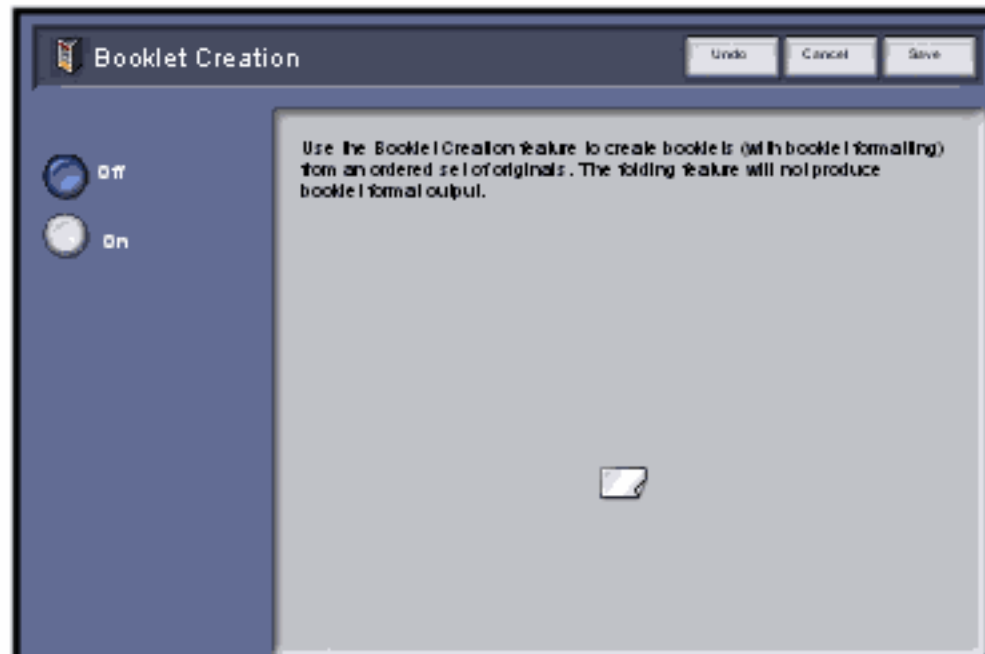 Booklet Creation
Undo
Cancel
Save
Off
On
Use the Booklet Creation feature to create booklets (with booklet formatting)
from an ordered set of originals. The folding feature will not produce
booklet format output.